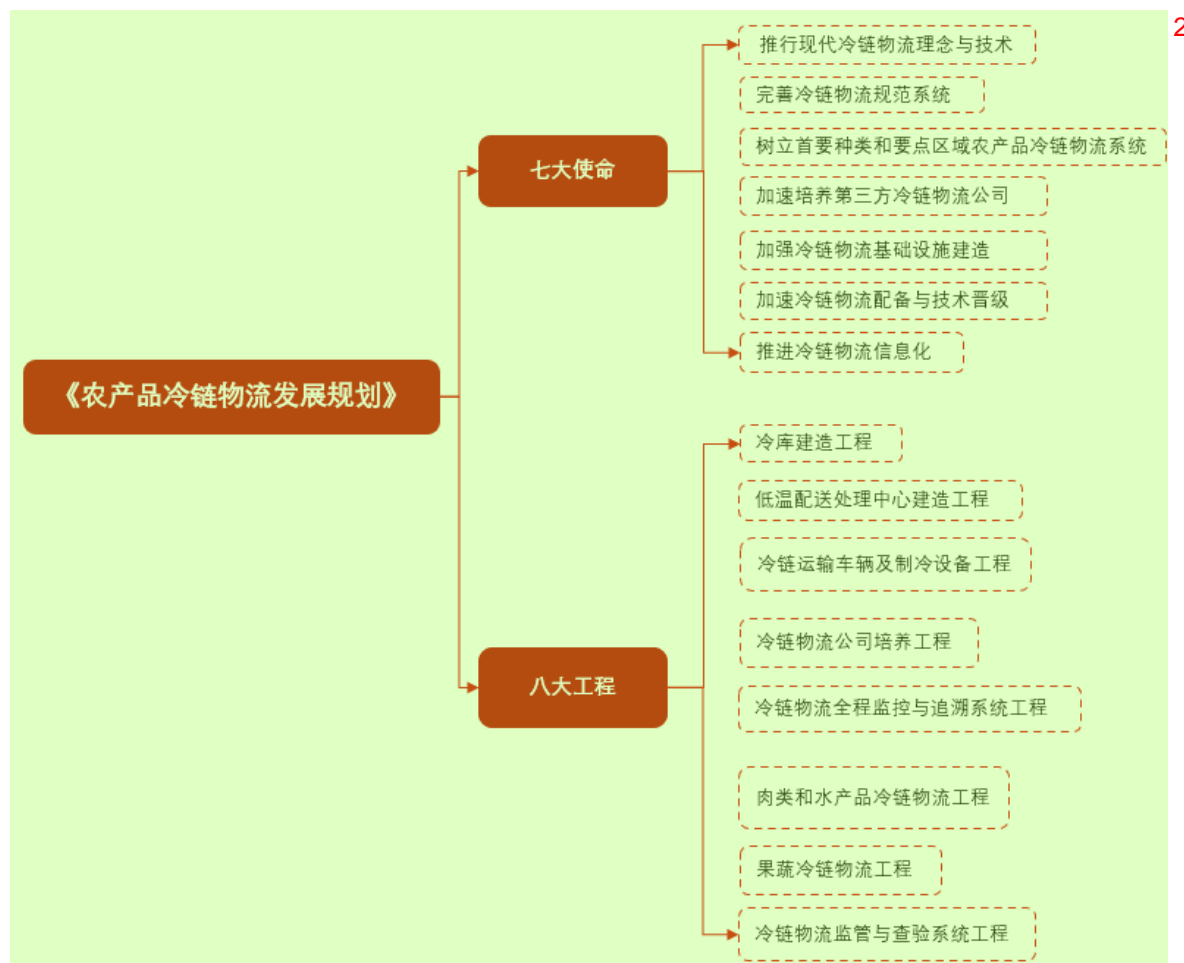 2
推行现代冷链物流理念与技术
完善冷链物流规范系统
七大使命
树立首要种类和要点区域农产品冷链物流系统
加速培养第三方冷链物流公司
加强冷链物流基础设施建造
加速冷链物流配备与技术晋级
推进冷链物流信息化
《农产品冷链物流发展规划》
冷库建造工程
低温配送处理中心建造工程
冷链运输车辆及制冷设备工程
冷链物流公司培养工程
八大工程
冷链物流全程监控与追溯系统工程
肉类和水产品冷链物流工程
果蔬冷链物流工程
冷链物流监管与查验系统工程